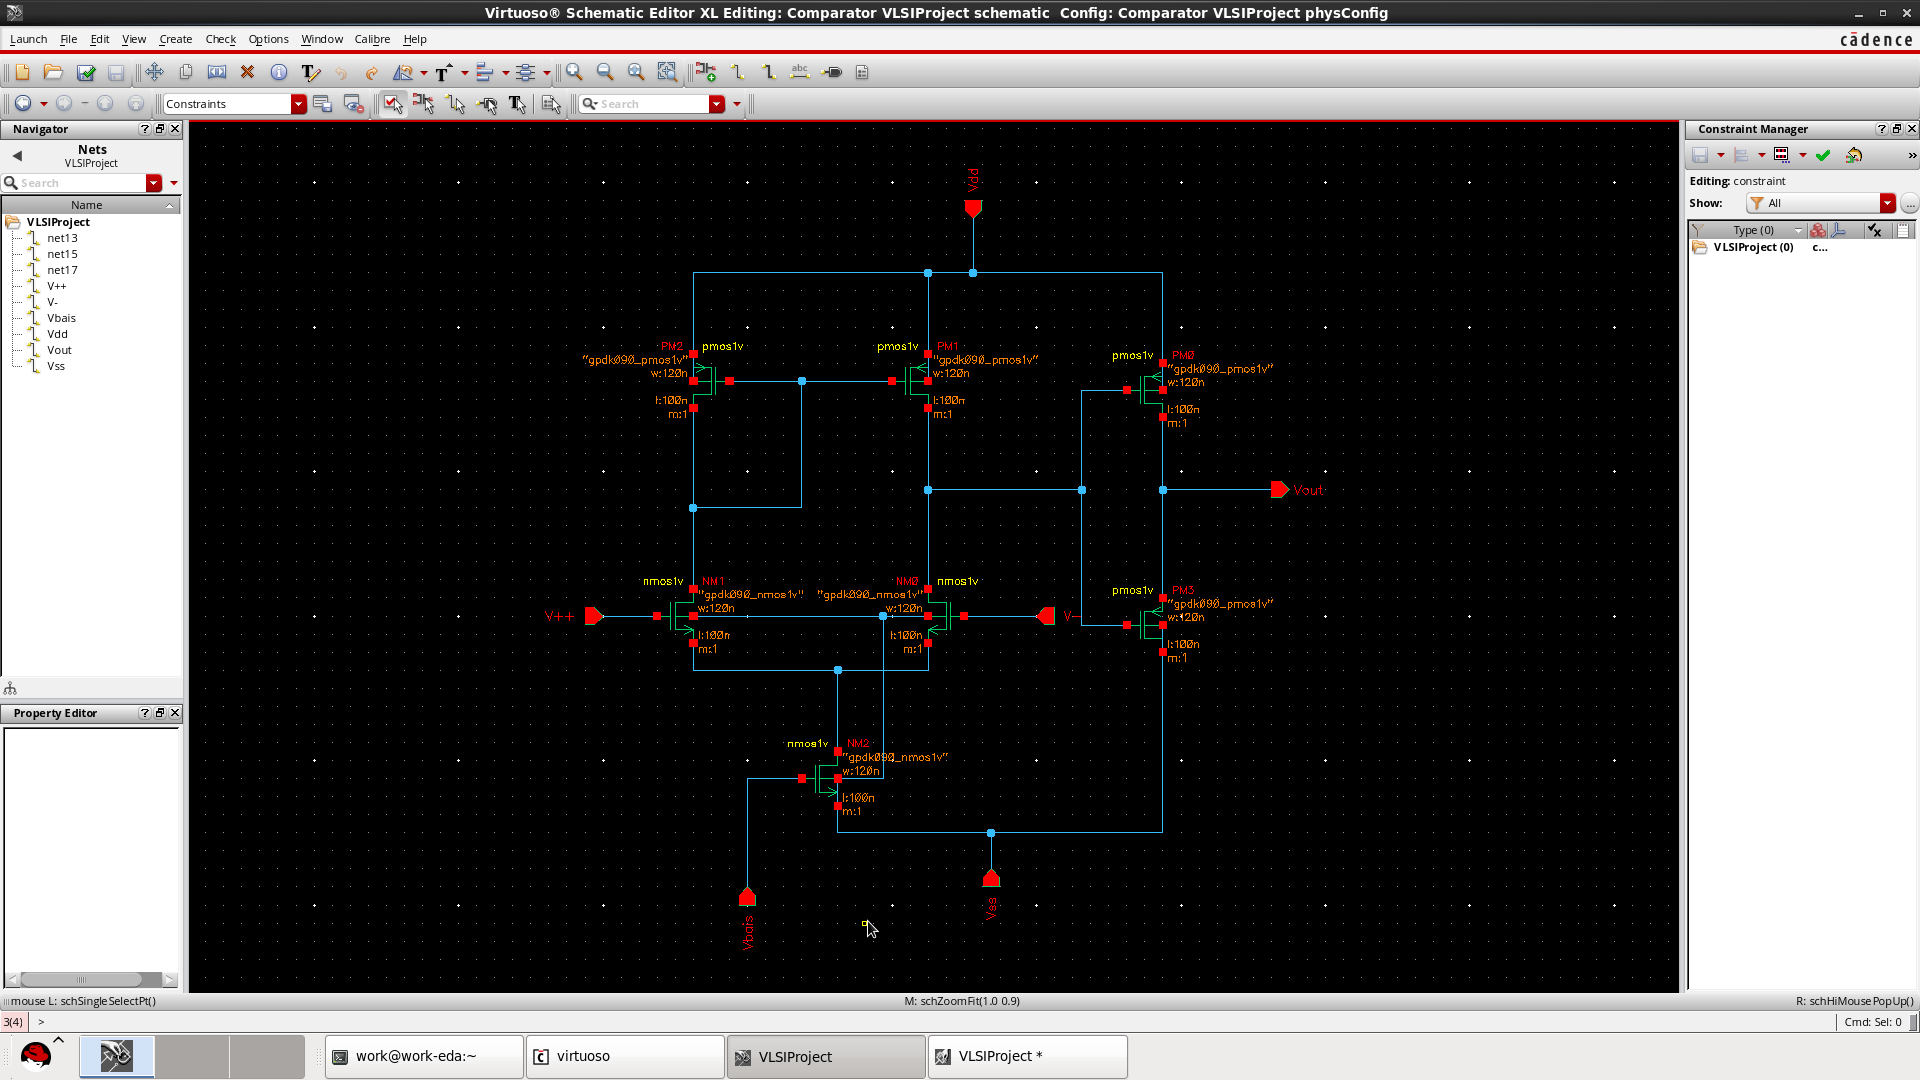 Virtuoso® Schematic Editor XL Editing: Comparator VLSIProject schematic Config: Comparator VLSIProject physConfig
Launch File Edit View Create Check Options Window Calibre Help
cādence
abc
Constraints
Search
Navigator
Nets
VLSIProject
Search
Name
VLSIProject
net13
net15
net17
V++
V-
Vbais
Vdd
Vout
Vss
Property Editor
Vdd
PM2 pmos1v
"gpdk090_pmos1v"
w:120n
l:100n
m:1
pmos1v PM1
"gpdk090_pmos1v"
w:120n
l:100n
m:1
pmos1v PM0
"gpdk090_pmos1v"
w:120n
l:100n
m:1
Vout
nmos1v NM1
"gpdk090_nmos1v"
w:120n
l:100n
m:1
V++
NM0 nmos1v
"gpdk090_nmos1v"
w:120n
l:100n
m:1
V-
pmos1v PM3
"gpdk090_pmos1v"
w:120n
l:100n
m:1
nmos1v NM2
"gpdk090_nmos1v"
w:120n
l:100n
m:1
Vbais
Vss
Constraint Manager
»
Editing: constraint
Show: All
...
Type (0)
VLSIProject (0) c...
mouse L: schSingleSelectPt() M: schZoomFit(1.0 0.9) R: schHiMousePopUp()
3(4) > Cmd: Sel: 0
work@work-eda:~ virtuoso VLSIProject VLSIProject *